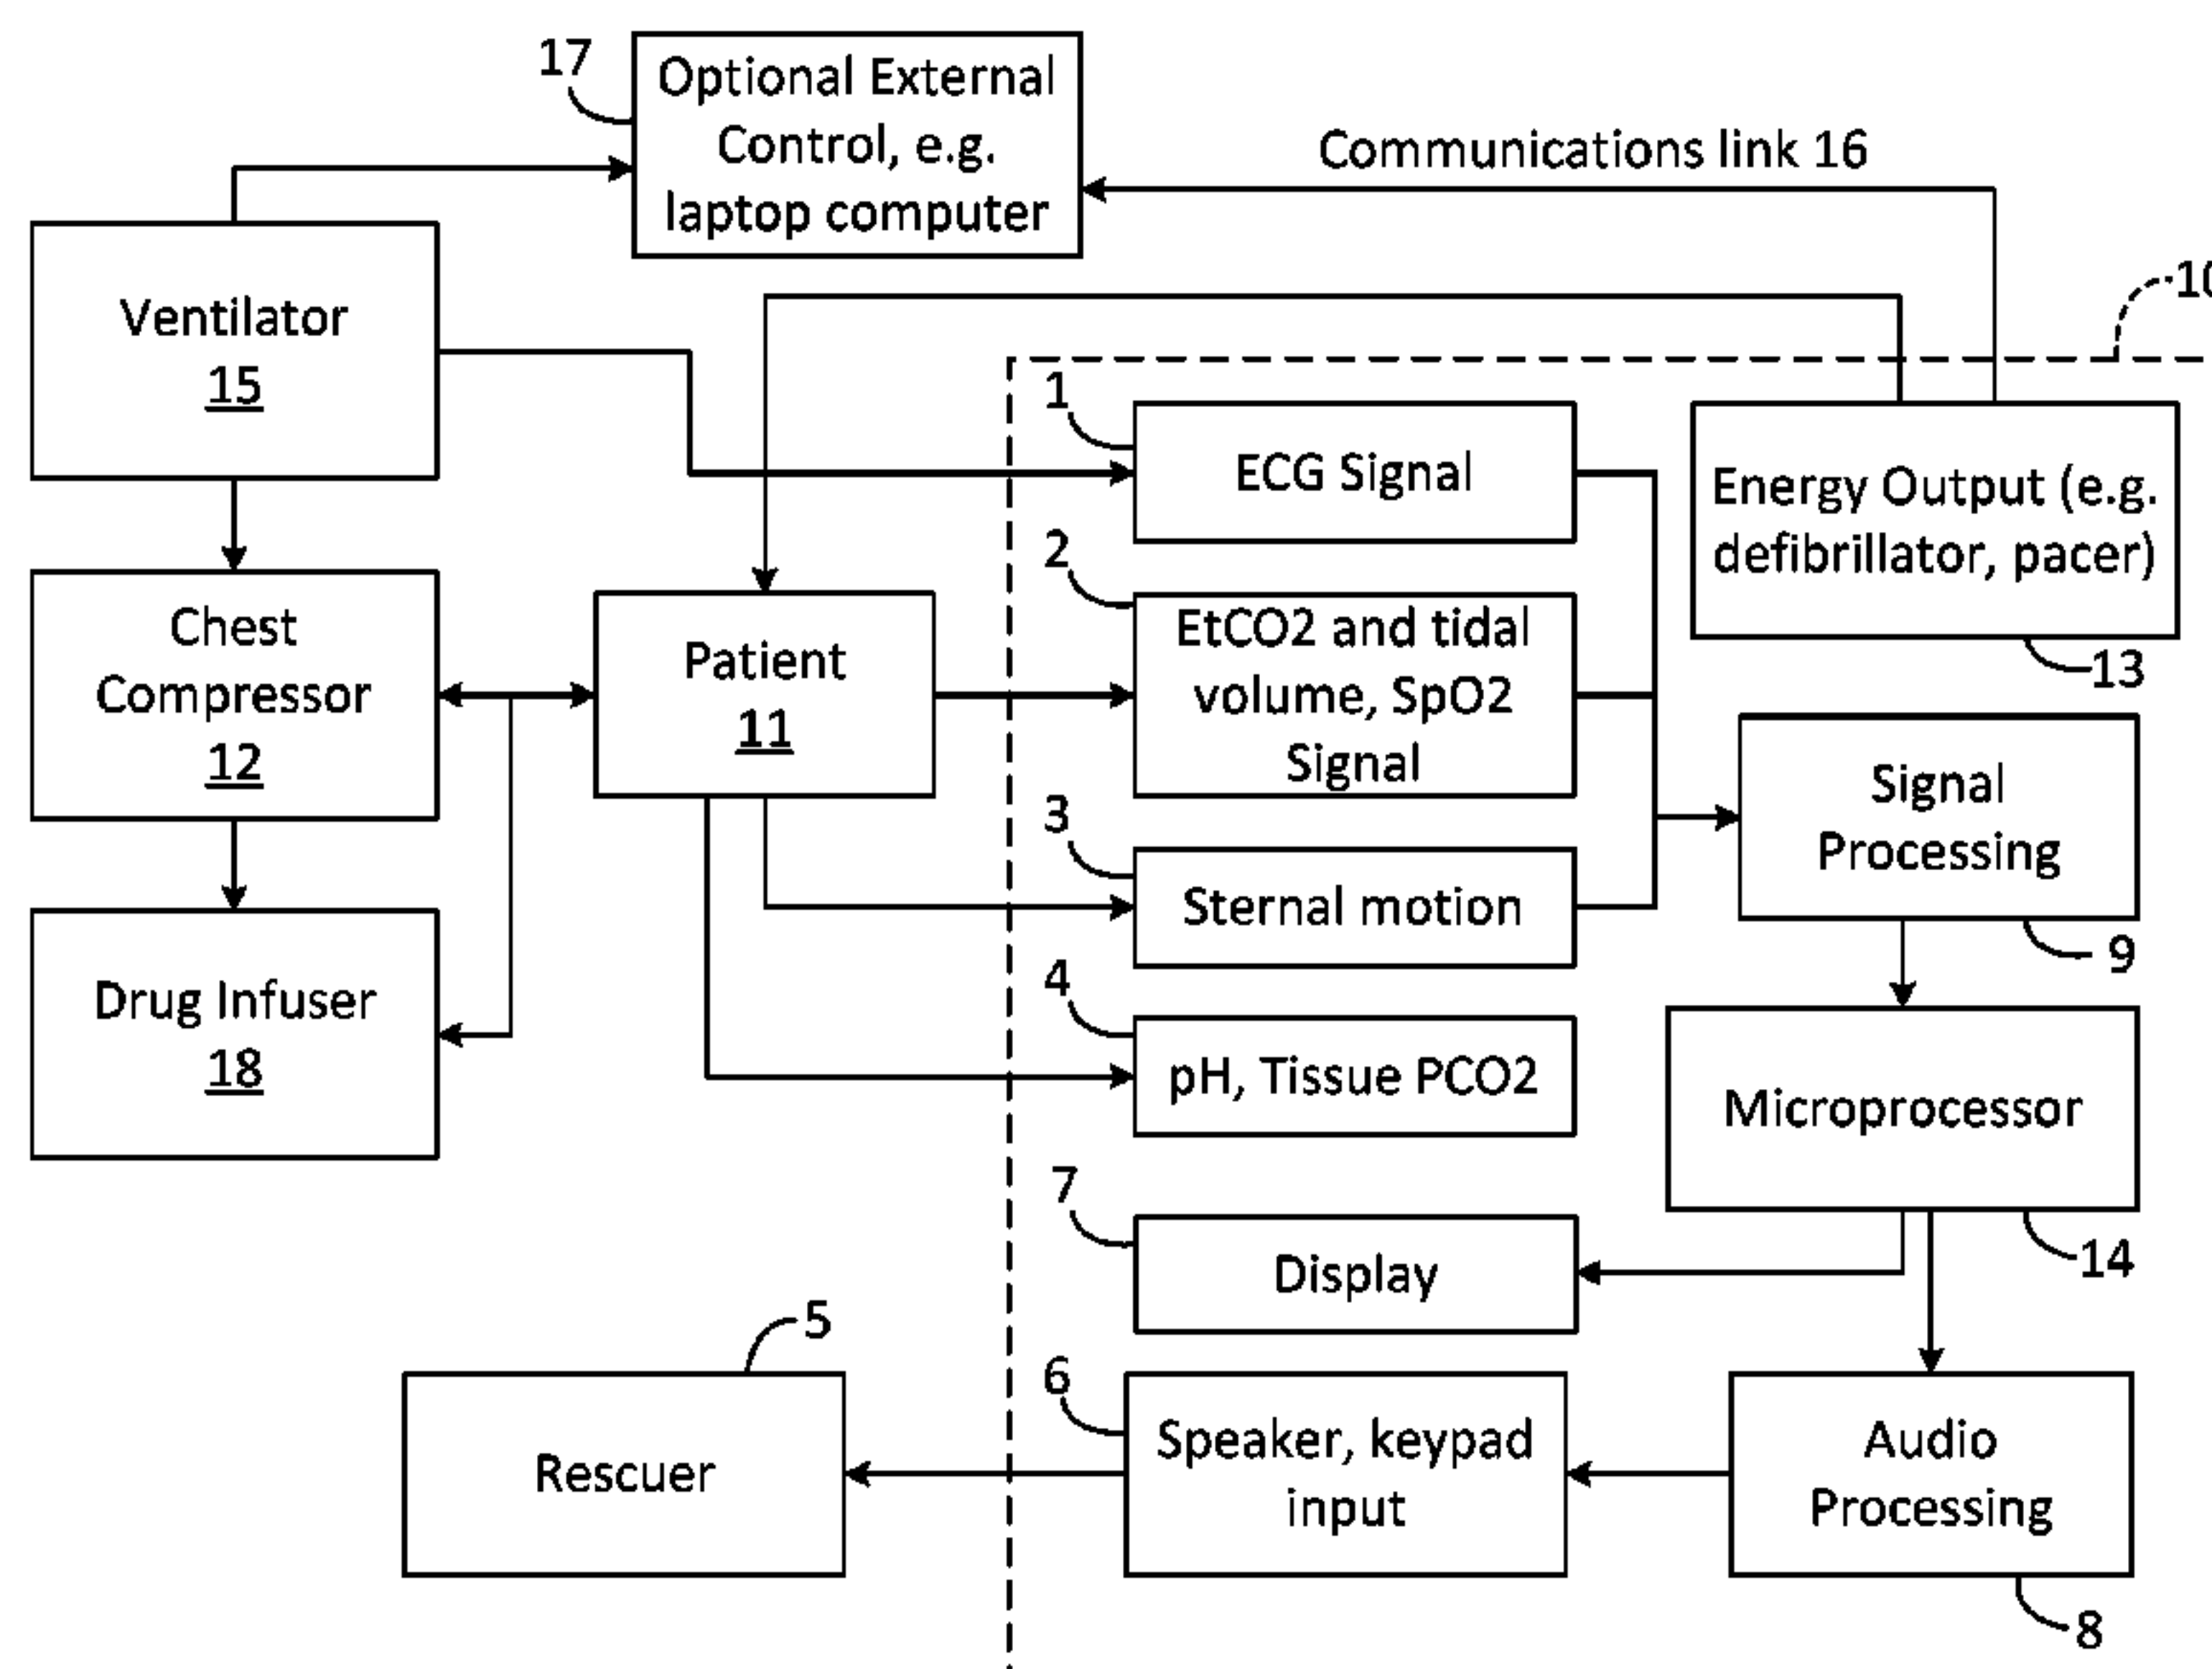 17
Optional External
Control, e.g.
laptop computer
Communications link 16
Ventilator
15
10
1
ECG Signal
Energy Output (e.g.
defibrillator, pacer)
13
2
EtCO2 and tidal
volume, SpO2
Signal
Chest
Compressor
12
Patient
11
3
Sternal motion
Signal
Processing
9
Drug Infuser
18
4
pH, Tissue PCO2
Microprocessor
14
7
Display
5
Rescuer
6
Speaker, keypad
input
Audio
Processing
8